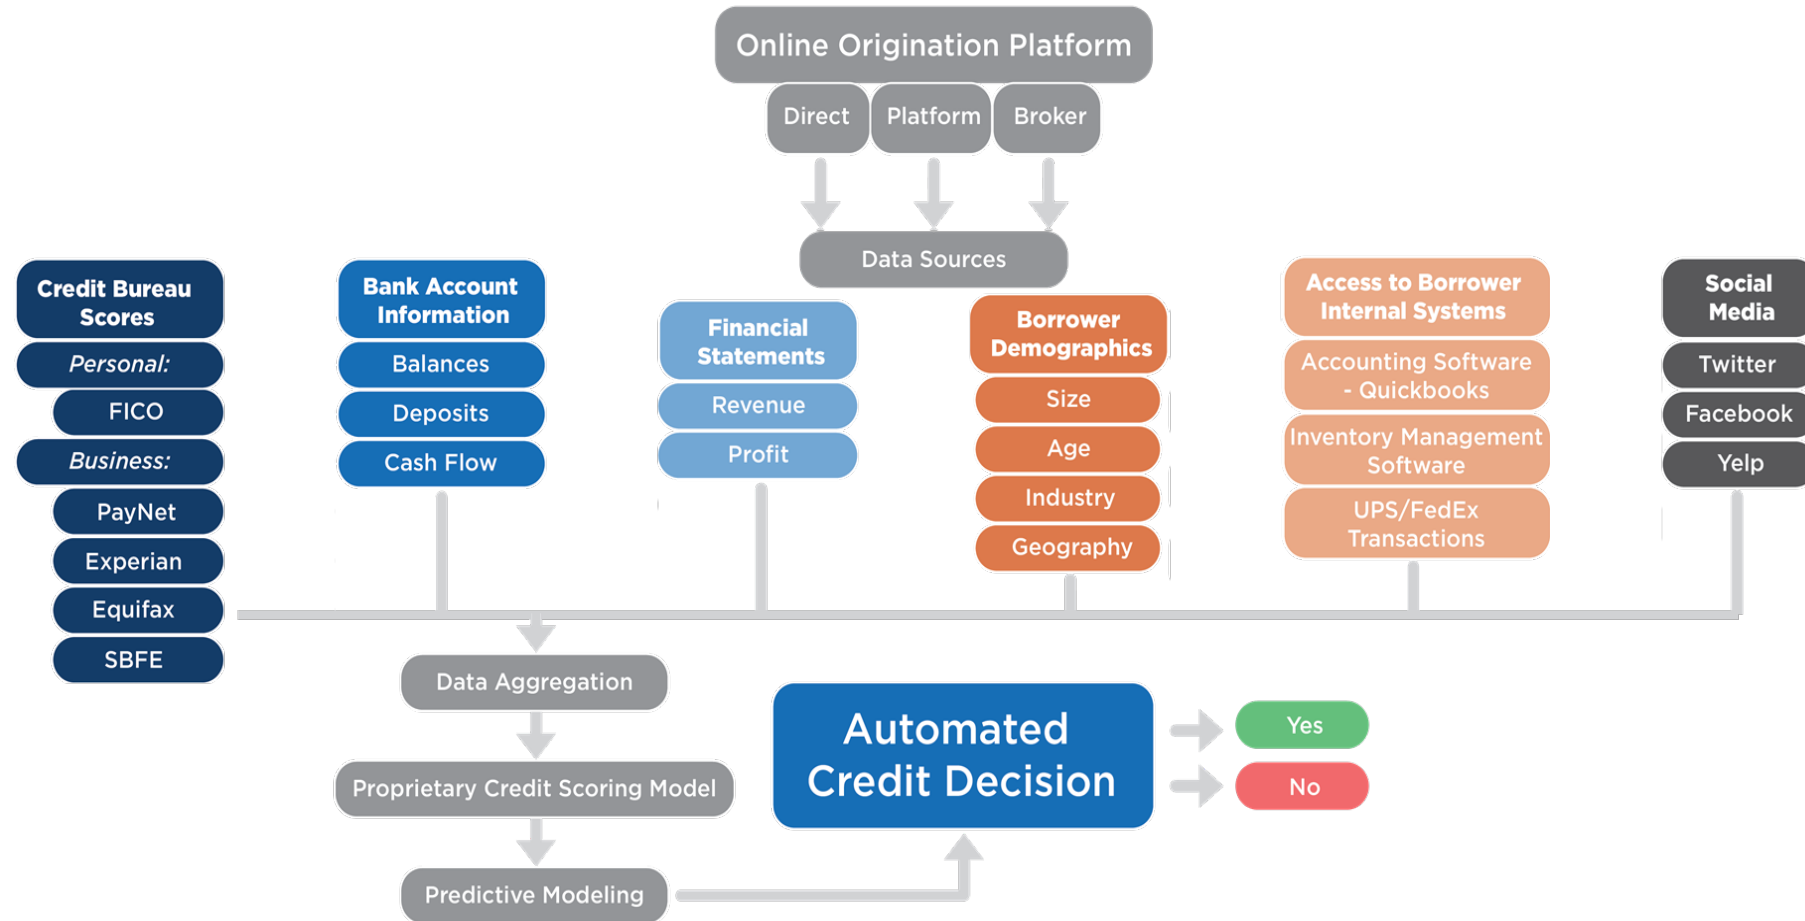 Online Origination Platform
Direct
Platform
Broker
Data Sources
Credit Bureau
Scores
Personal:
FICO
Business:
PayNet
Experian
Equifax
SBFE
Bank Account
Information
Balances
Deposits
Cash Flow
Financial
Statements
Revenue
Profit
Borrower
Demographics
Size
Age
Industry
Geography
Access to Borrower
Internal Systems
Accounting Software
- Quickbooks
Inventory Management
Software
UPS/FedEx
Transactions
Social
Media
Twitter
Facebook
Yelp
Data Aggregation
Proprietary Credit Scoring Model
Predictive Modeling
Automated
Credit Decision
Yes
No